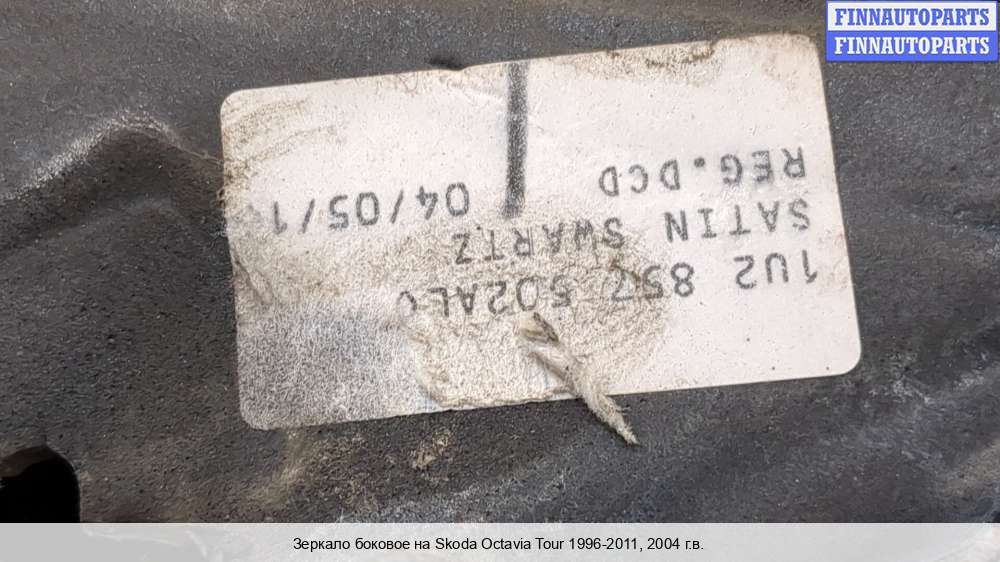 FINNAUTOPARTS
FINNAUTOPARTS
1U2 857 502AL
SATIN SWARTZ
REG.DCD 04/05/1
Зеркало боковое на Skoda Octavia Tour 1996-2011, 2004 г.в.